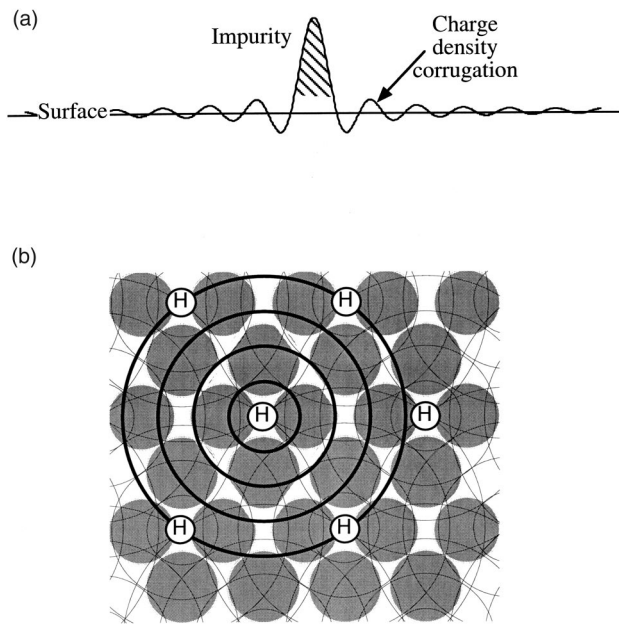 (a)
Impurity
Charge
density
corrugation
Surface
(b)
H
H
H
H
H
H